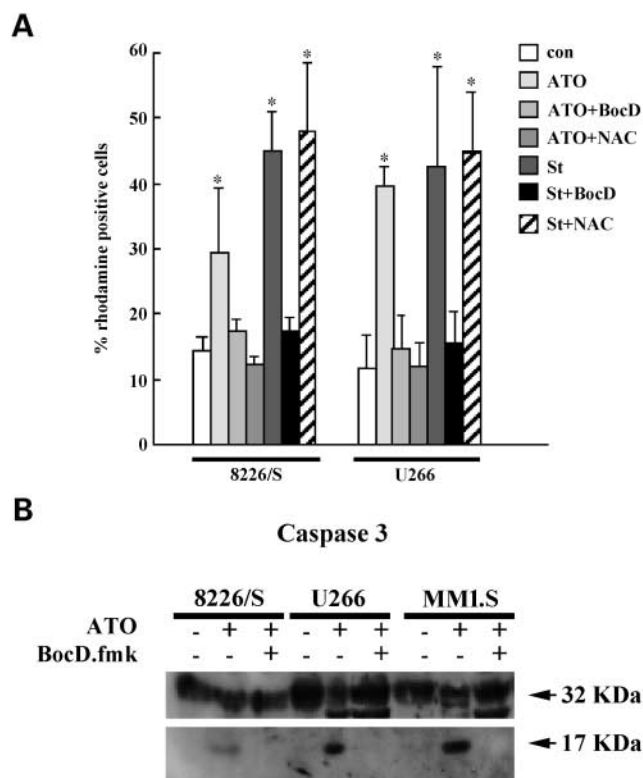 A
% rhodamine positive cells
60
50
40
30
20
10
0
* * * * * *
8226/S U266
con
ATO
ATO+BocD
ATO+NAC
St
St+BocD
St+NAC
B
Caspase 3
8226/S U266 MM1.S
ATO - + + - + + - + +
BocD.fmk - - + - - + - - +
32 KDa
17 KDa